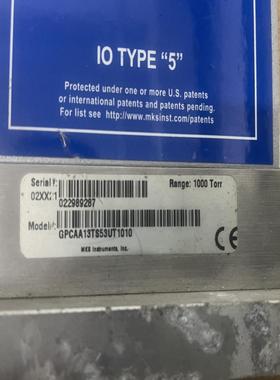 IO TYPE “5”
Protected under one or more U.S. patents
or international patents and patents pending.
For list see http://www.mksinst.com/patents
Serial#: Range: 1000 Torr
022989287
Model#:
GPCAA13TS53UT1010
MKS Instruments, Inc.